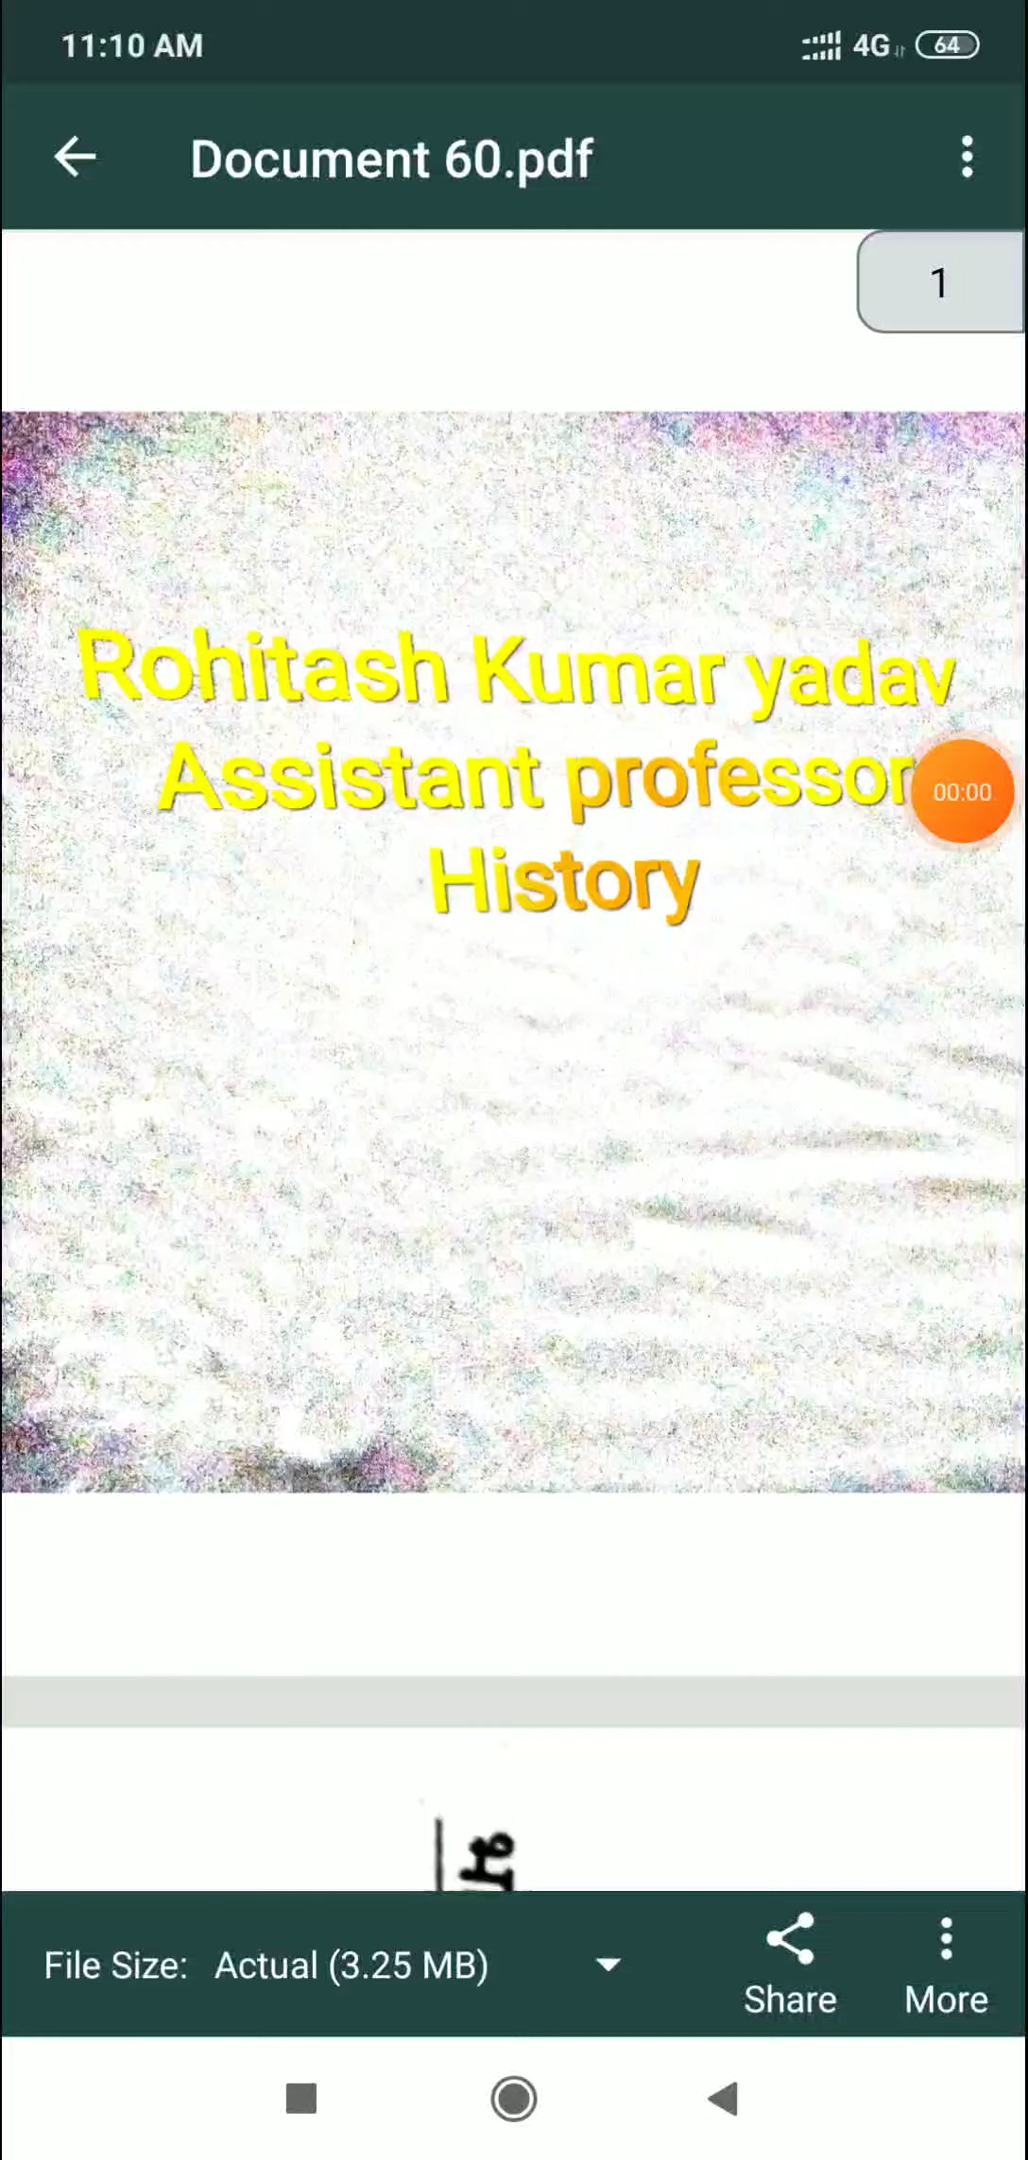 11:10 AM
4G 64
Document 60.pdf
1
Rohitash Kumar yadav
Assistant professor
00:00
History
File Size: Actual (3.25 MB)
Share
More